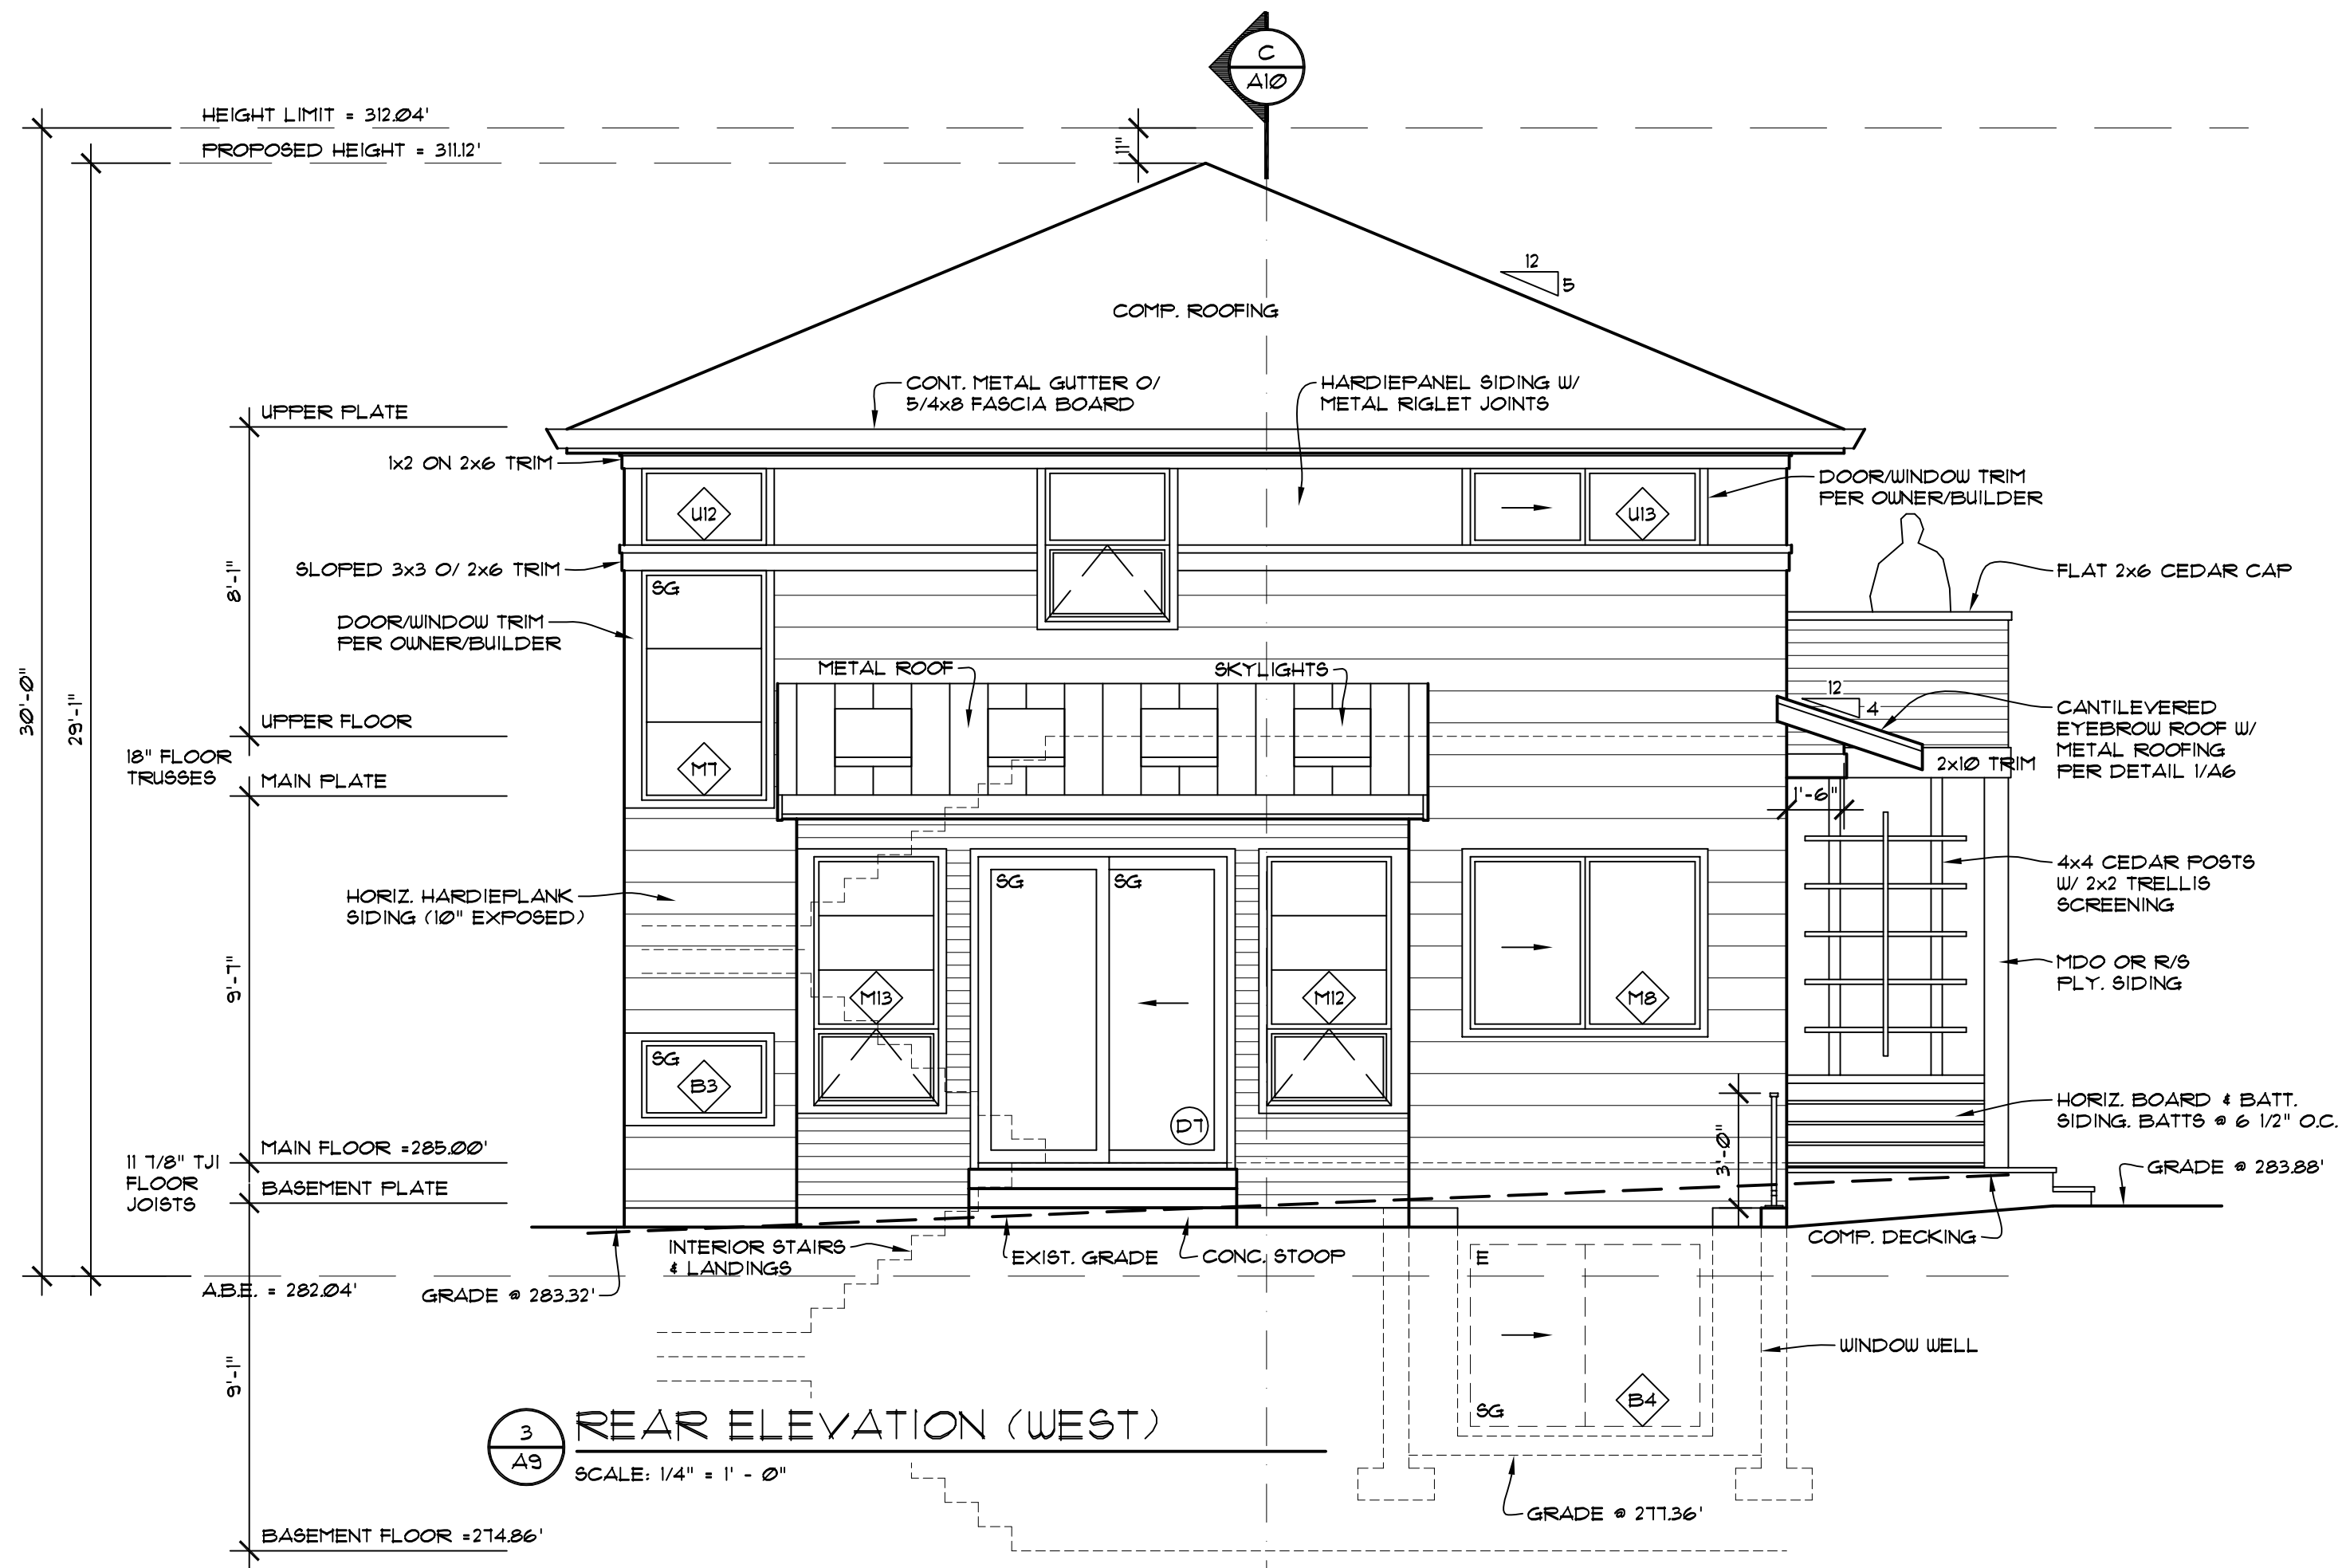 C
A10
HEIGHT LIMIT = 312.04'
PROPOSED HEIGHT = 311.12'
11"
12
5
COMP. ROOFING
CONT. METAL GUTTER O/
5/4x8 FASCIA BOARD
HARDIEPANEL SIDING W/
METAL RIGLET JOINTS
UPPER PLATE
1x2 ON 2x6 TRIM
DOOR/WINDOW TRIM
PER OWNER/BUILDER
U12
U13
SLOPED 3x3 O/ 2x6 TRIM
FLAT 2x6 CEDAR CAP
8'-1"
SG
DOOR/WINDOW TRIM
PER OWNER/BUILDER
METAL ROOF
SKYLIGHTS
30'-0"
29'-1"
12
4
CANTILEVERED
EYEBROW ROOF W/
METAL ROOFING
PER DETAIL 1/A6
UPPER FLOOR
18" FLOOR
TRUSSES
M7
2x10 TRIM
MAIN PLATE
1'-6"
4x4 CEDAR POSTS
W/ 2x2 TRELLIS
SCREENING
SG
SG
HORIZ. HARDIEPLANK
SIDING (10" EXPOSED)
9'-7"
MDO OR R/S
PLY. SIDING
M13
M12
M8
SG
B3
HORIZ. BOARD & BATT.
SIDING. BATTS @ 6 1/2" O.C.
D7
3'-0"
MAIN FLOOR =285.00'
11 7/8" TJI
FLOOR
JOISTS
BASEMENT PLATE
GRADE @ 283.88'
INTERIOR STAIRS
& LANDINGS
EXIST. GRADE
CONC. STOOP
E
COMP. DECKING
A.B.E. = 282.04'
GRADE @ 283.32'
WINDOW WELL
9'-1"
SG
B4
3
A9
REAR ELEVATION (WEST)
SCALE: 1/4" = 1' - 0"
GRADE @ 277.36'
BASEMENT FLOOR =274.86'